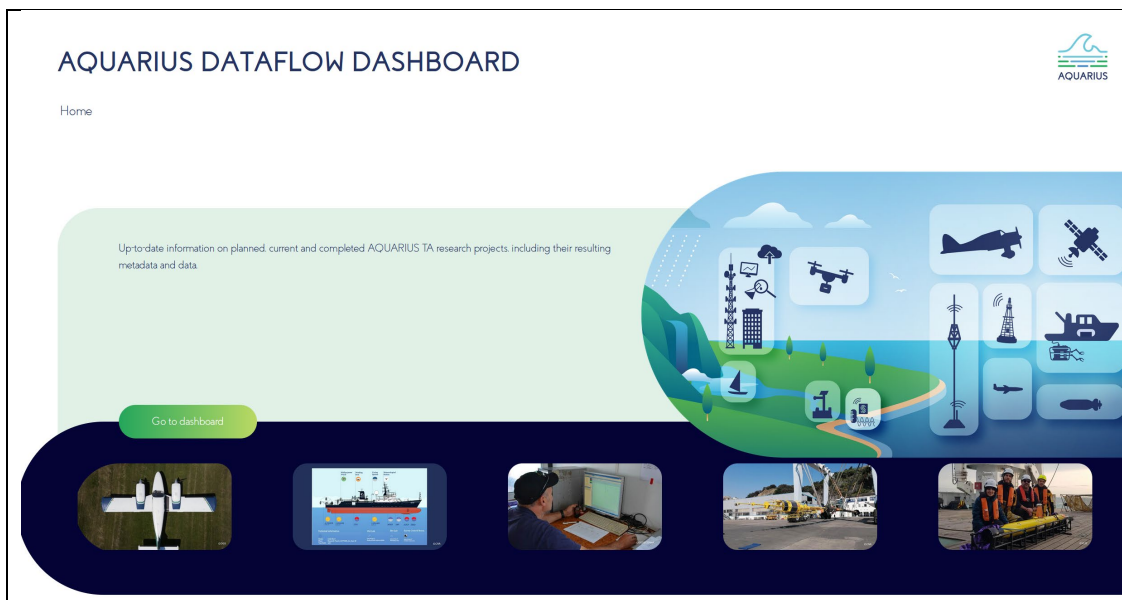 AQUARIUS DATAFLOW DASHBOARD
AQUARIUS
Home
Up-to-date information on planned, current and completed AQUARIUS TA research projects, including their resulting
metadata and data.
Go to dashboard